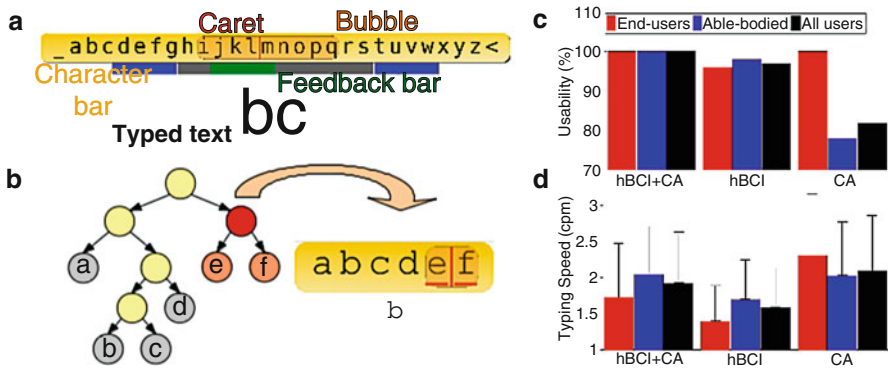 a
Caret
Bubble
_abcdefghijklmnopqrstuvwxyz<
Character bar
Feedback bar
Typed text
bc
b
a
e
f
d
b
c
abcdef
b
c
End-users
Able-bodied
All users
Usability (%)
110
100
90
80
70
hBCI+CA
hBCI
CA
d
Typing Speed (cpm)
3
2.5
2
1.5
1
hBCI+CA
hBCI
CA